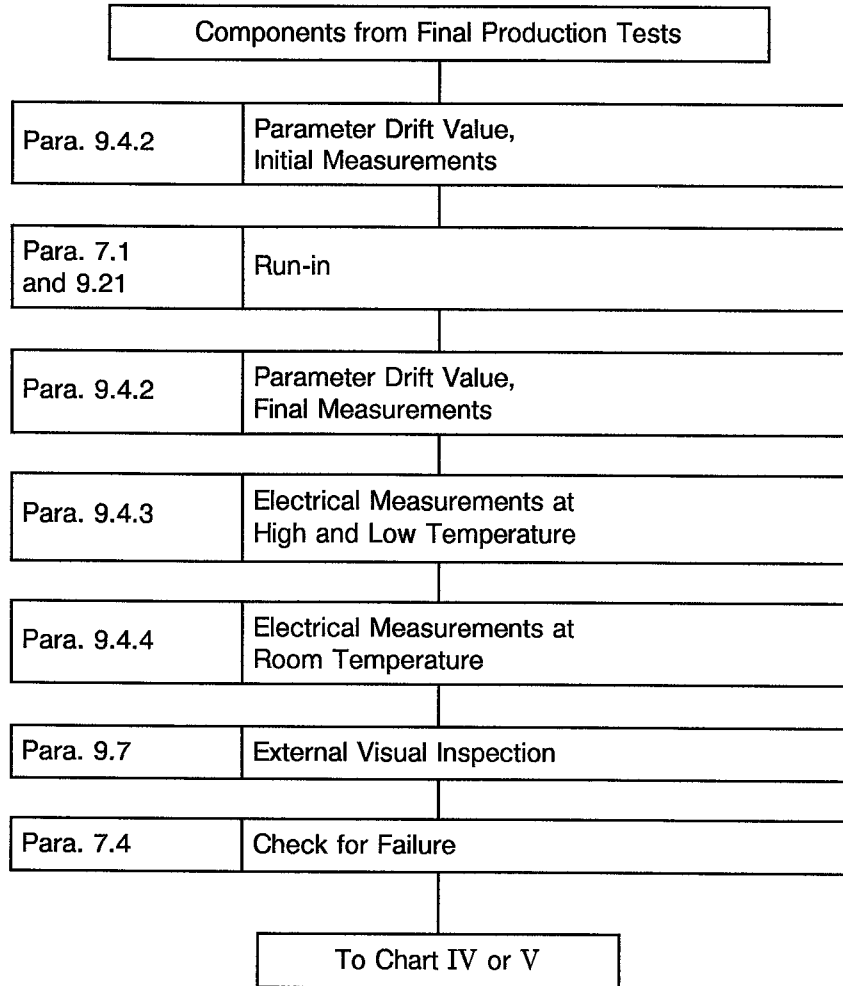 Components from Final Production Tests
Para. 9.4.2
Parameter Drift Value,
Initial Measurements
Para. 7.1
and 9.21
Run-in
Para. 9.4.2
Parameter Drift Value,
Final Measurements
Para. 9.4.3
Electrical Measurements at
High and Low Temperature
Para. 9.4.4
Electrical Measurements at
Room Temperature
Para. 9.7
External Visual Inspection
Para. 7.4
Check for Failure
To Chart IV or V